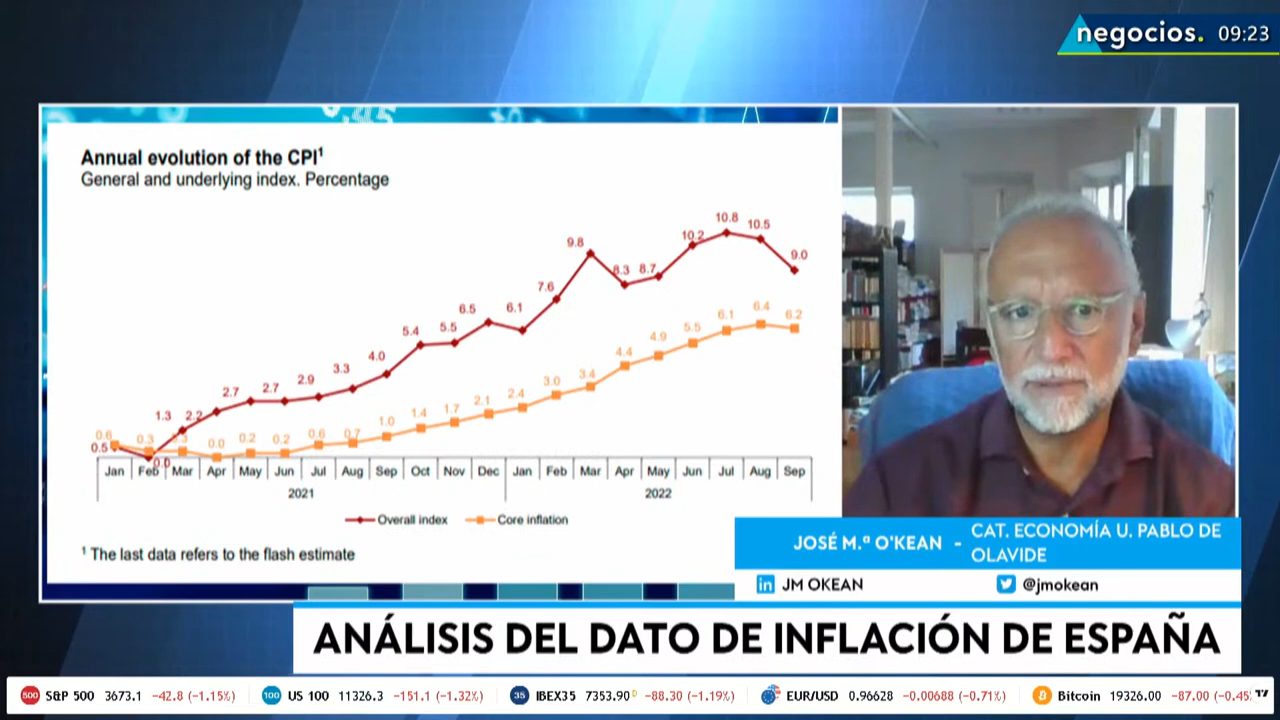 negocios. 09:23
Annual evolution of the CPI¹
General and underlying index. Percentage
0.5 0.0 1.3 2.2 2.7 2.7 2.9 3.3 4.0 5.4 5.5 6.5 6.1 7.6 9.8 8.3 8.7 10.2 10.8 10.5 9.0
0.6 0.3 0.3 0.0 0.2 0.2 0.6 0.7 1.0 1.4 1.7 2.1 2.4 3.0 3.4 4.4 4.9 5.5 6.1 6.4 6.2
Jan Feb Mar Apr May Jun Jul Aug Sep Oct Nov Dec Jan Feb Mar Apr May Jun Jul Aug Sep
2021 2022
Overall index Core inflation
¹ The last data refers to the flash estimate
JOSÉ M.ª O'KEAN - CAT. ECONOMÍA U. PABLO DE
OLAVIDE
in JM OKEAN @jmokean
ANÁLISIS DEL DATO DE INFLACIÓN DE ESPAÑA
500 S&P 500 3673.1 −42.8 (−1.15%) 100 US 100 11326.3 −151.1 (−1.32%) 35 IBEX35 7353.90 D −88.30 (−1.19%) EUR/USD 0.96628 −0.00688 (−0.71%) Bitcoin 19326.00 −87.00 (−0.45